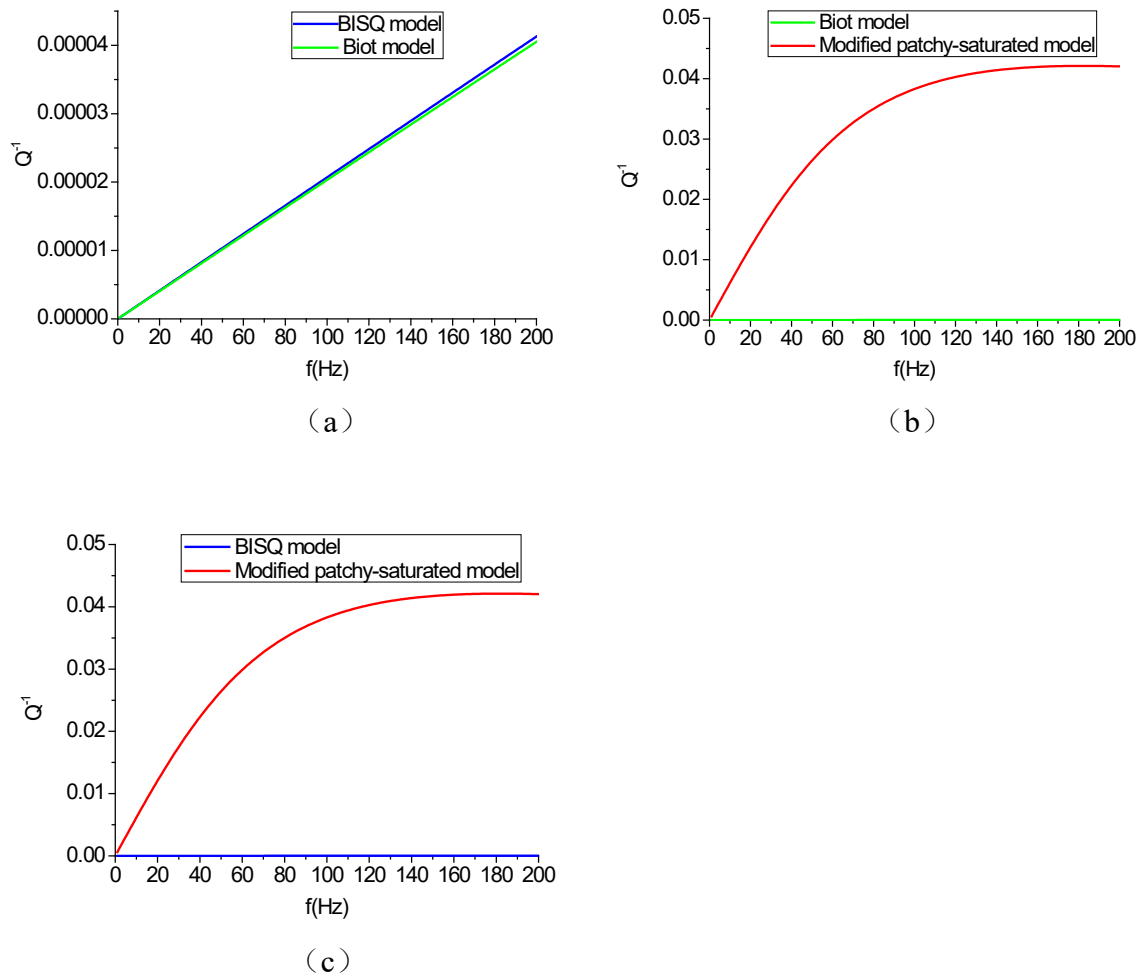 BISQ model
Biot model
0.00004
0.00003
0.00002
0.00001
0.00000
Q-1
0 20 40 60 80 100 120 140 160 180 200
f(Hz)
（a）
Biot model
Modified patchy-saturated model
0.05
0.04
0.03
0.02
0.01
0.00
Q-1
0 20 40 60 80 100 120 140 160 180 200
f(Hz)
（b）
BISQ model
Modified patchy-saturated model
0.05
0.04
0.03
0.02
0.01
0.00
Q-1
0 20 40 60 80 100 120 140 160 180 200
f(Hz)
（c）